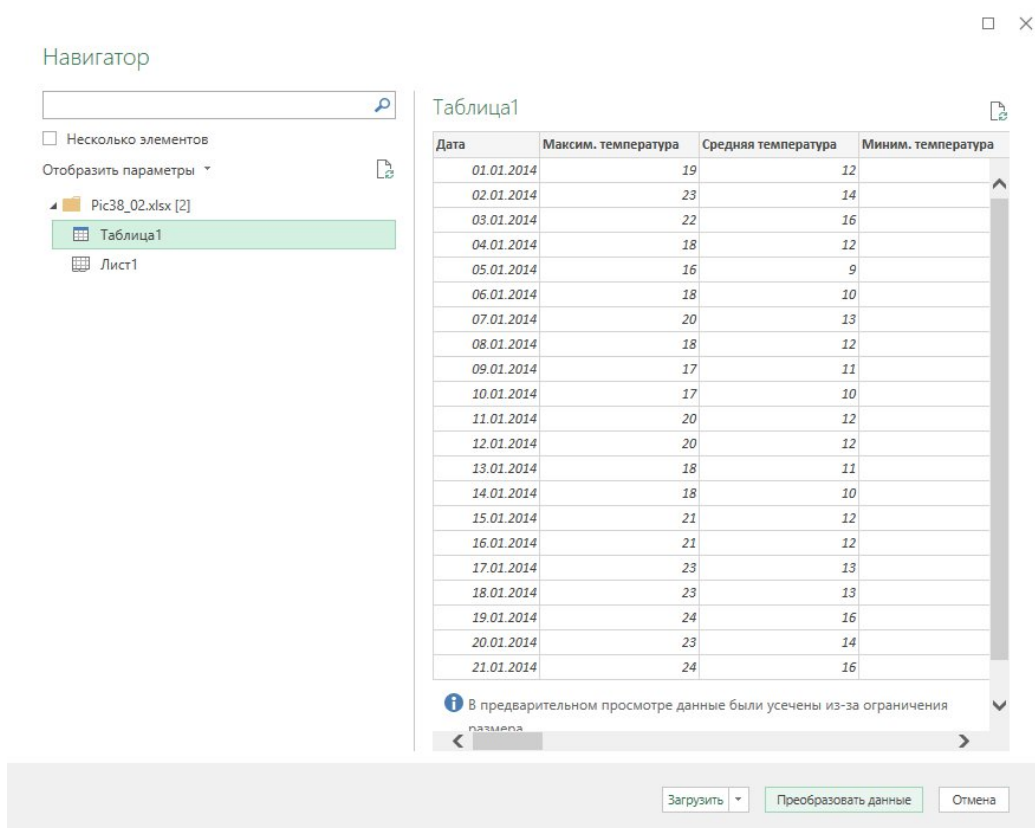 Навигатор
Несколько элементов
Отобразить параметры
Pic38_02.xlsx [2]
Таблица1
Лист1
Таблица1
Дата Максим. температура Средняя температура Миним. температура
01.01.2014 19 12
02.01.2014 23 14
03.01.2014 22 16
04.01.2014 18 12
05.01.2014 16 9
06.01.2014 18 10
07.01.2014 20 13
08.01.2014 18 12
09.01.2014 17 11
10.01.2014 17 10
11.01.2014 20 12
12.01.2014 20 12
13.01.2014 18 11
14.01.2014 18 10
15.01.2014 21 12
16.01.2014 21 12
17.01.2014 23 13
18.01.2014 23 13
19.01.2014 24 16
20.01.2014 23 14
21.01.2014 24 16
В предварительном просмотре данные были усечены из-за ограничения
размера
Загрузить Преобразовать данные Отмена